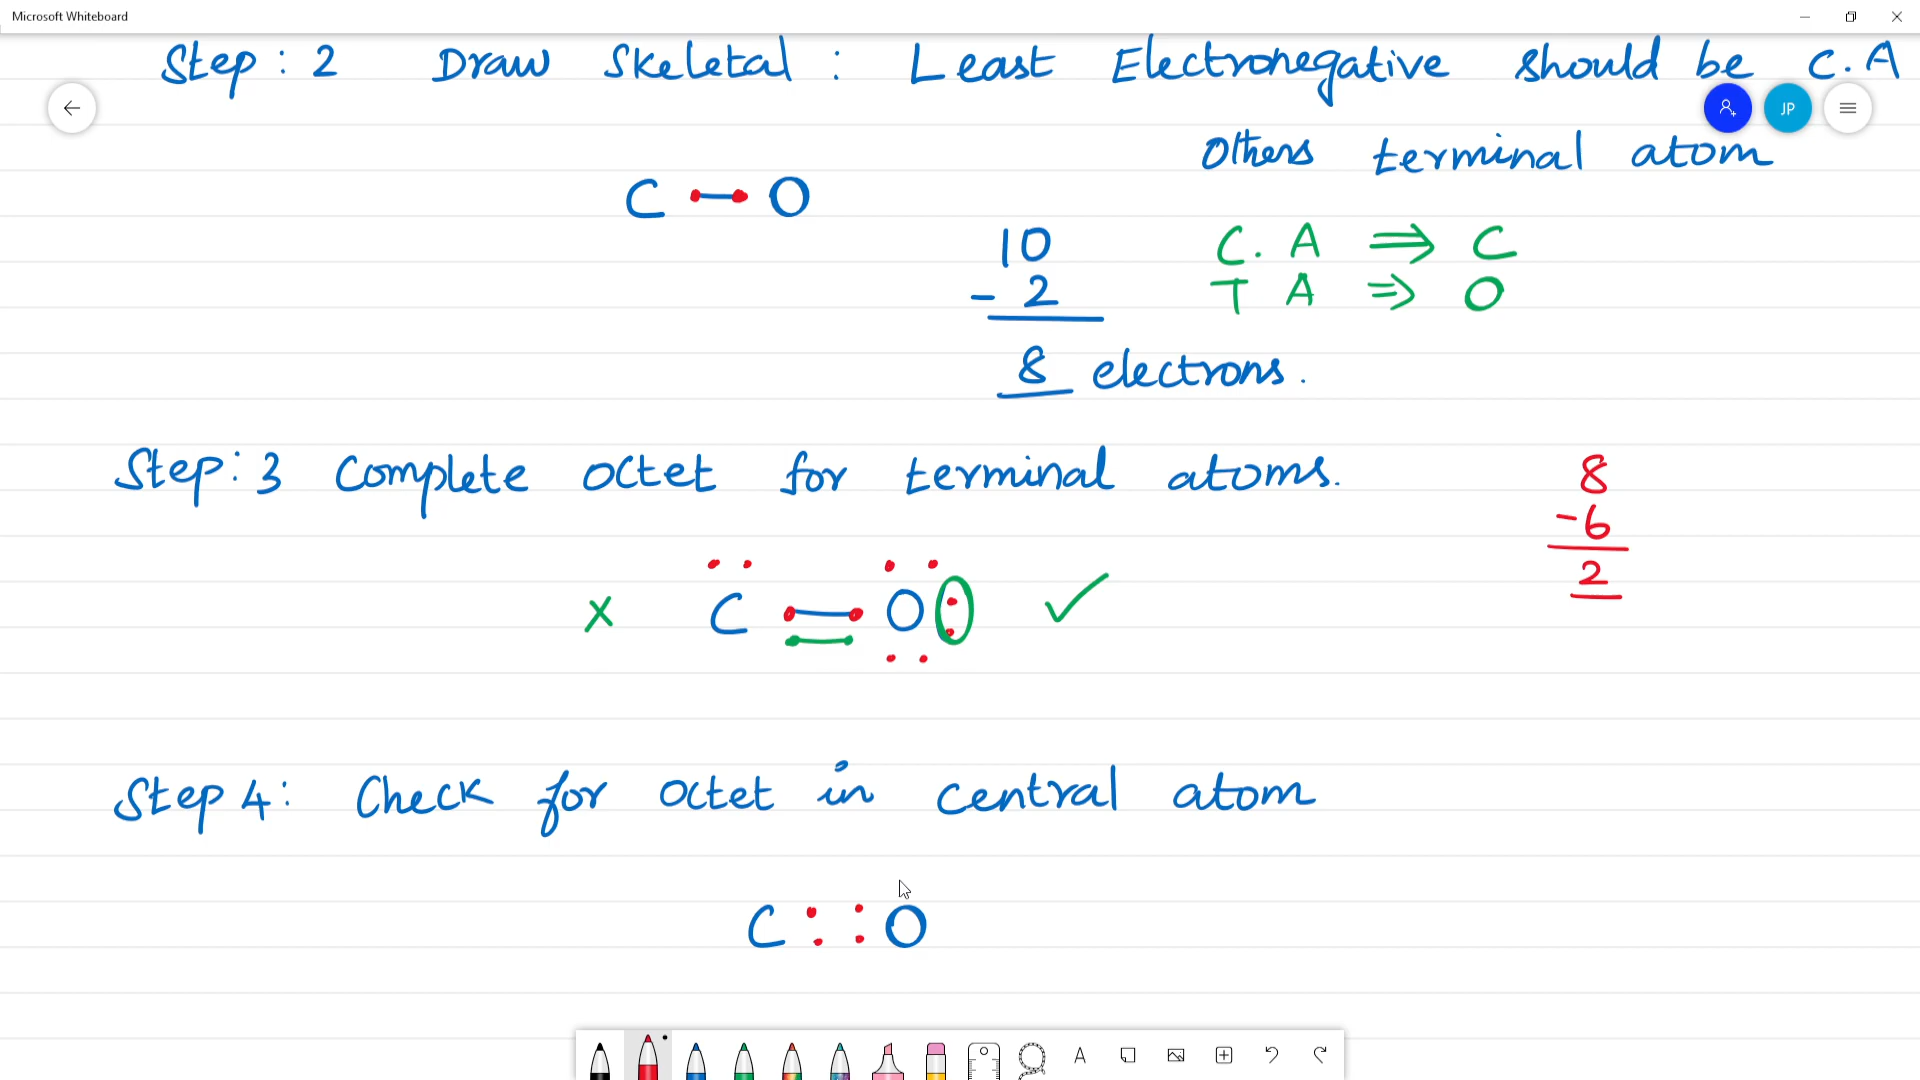 Microsoft Whiteboard
Step: 2 Draw Skeletal : Least Electronegative should be C.A
JP
Others terminal atom
C O
10 C. A ⇒ C
- 2 T A ⇒ O
8 electrons.
Step: 3 Complete octet for terminal atoms.
8
-6
2
x C = O ✓
Step 4: Check for octet in central atom
C : : O
A